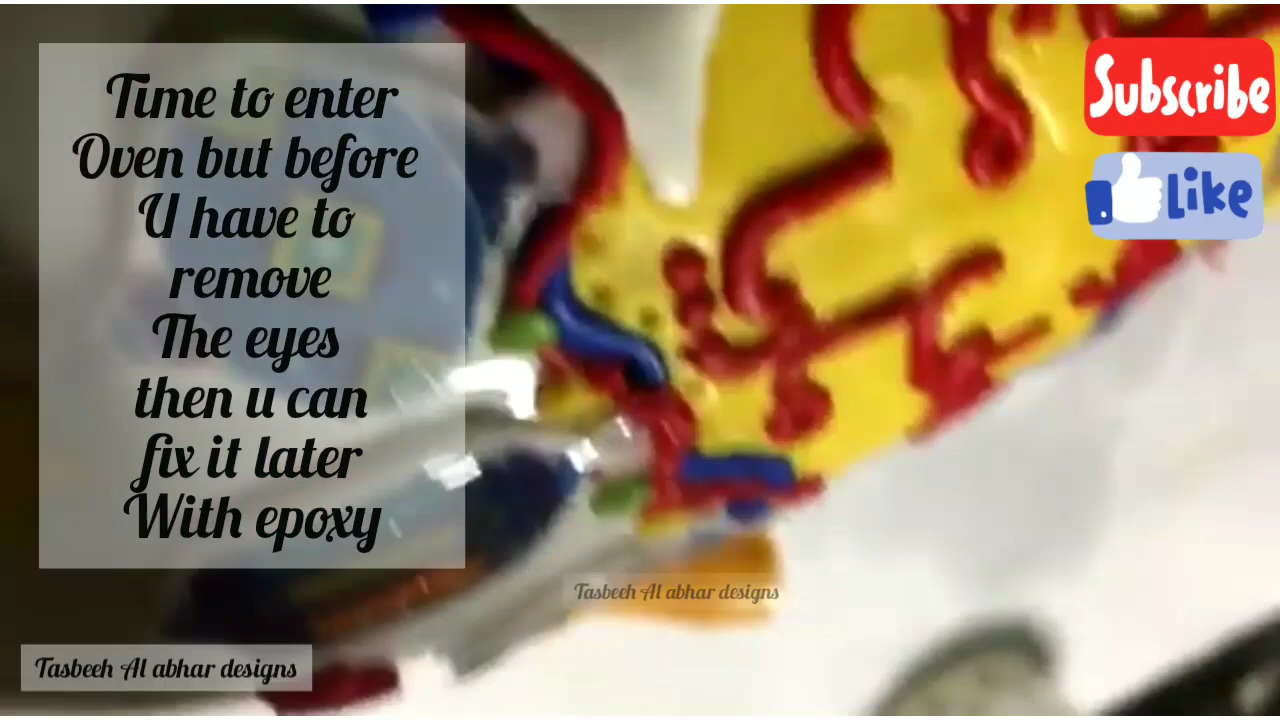 Time to enter
Oven but before
U have to
remove
The eyes
then u can
fix it later
With epoxy
Subscribe
Like
Tasbeeh Al abhar designs
Tasbeeh Al abhar designs